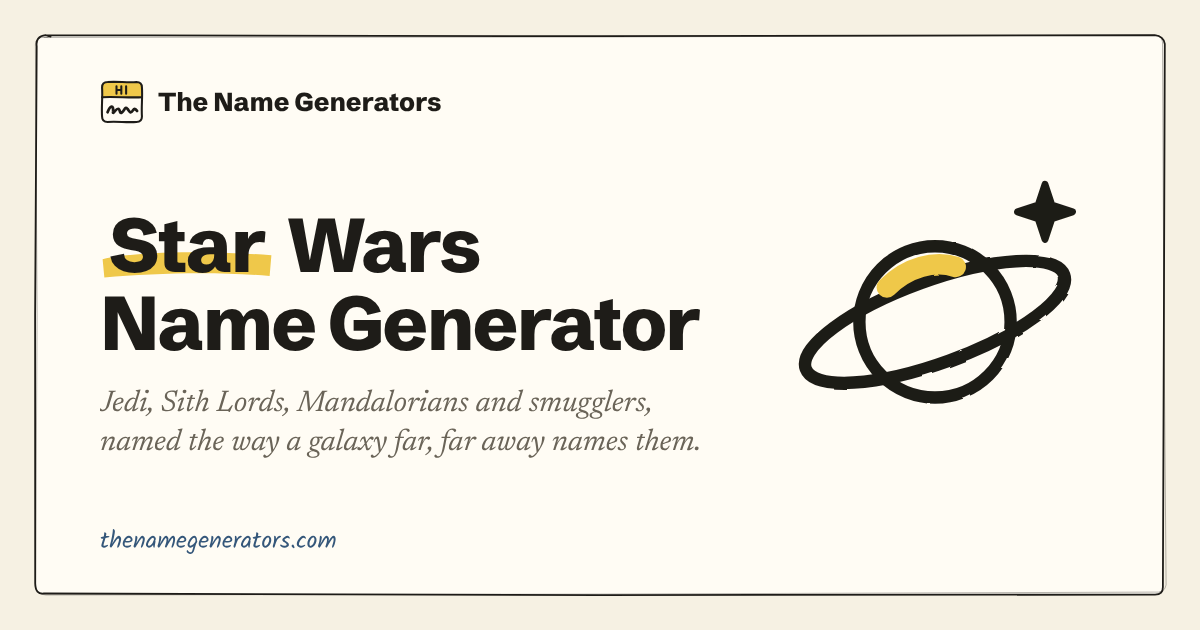 HI
The Name Generators
Star Wars
Name Generator
Jedi, Sith Lords, Mandalorians and smugglers,
named the way a galaxy far, far away names them.
thenamegenerators.com